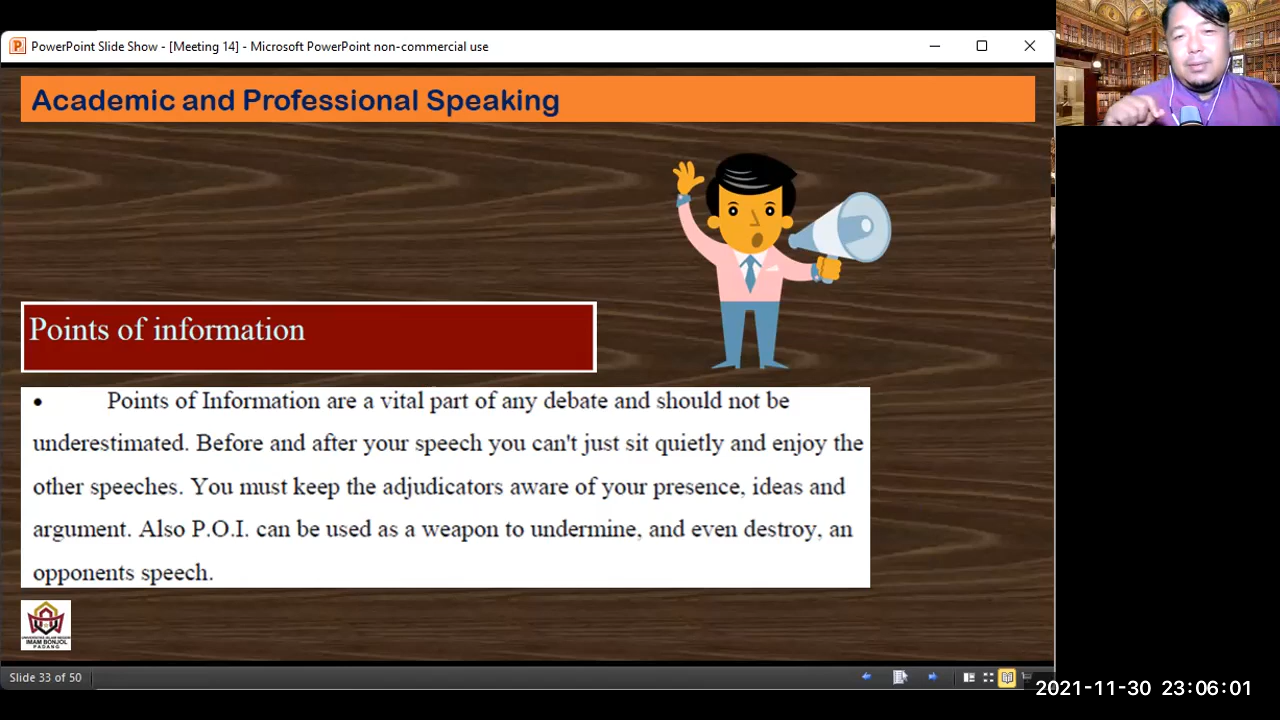 PowerPoint Slide Show - [Meeting 14] - Microsoft PowerPoint non-commercial use
Academic and Professional Speaking
Points of information
• Points of Information are a vital part of any debate and should not be
underestimated. Before and after your speech you can't just sit quietly and enjoy the
other speeches. You must keep the adjudicators aware of your presence, ideas and
argument. Also P.O.I. can be used as a weapon to undermine, and even destroy, an
opponents speech.
UNIVERSITAS ISLAM NEGERI
IMAM BONJOL
PADANG
Slide 33 of 50
2021-11-30 23:06:01